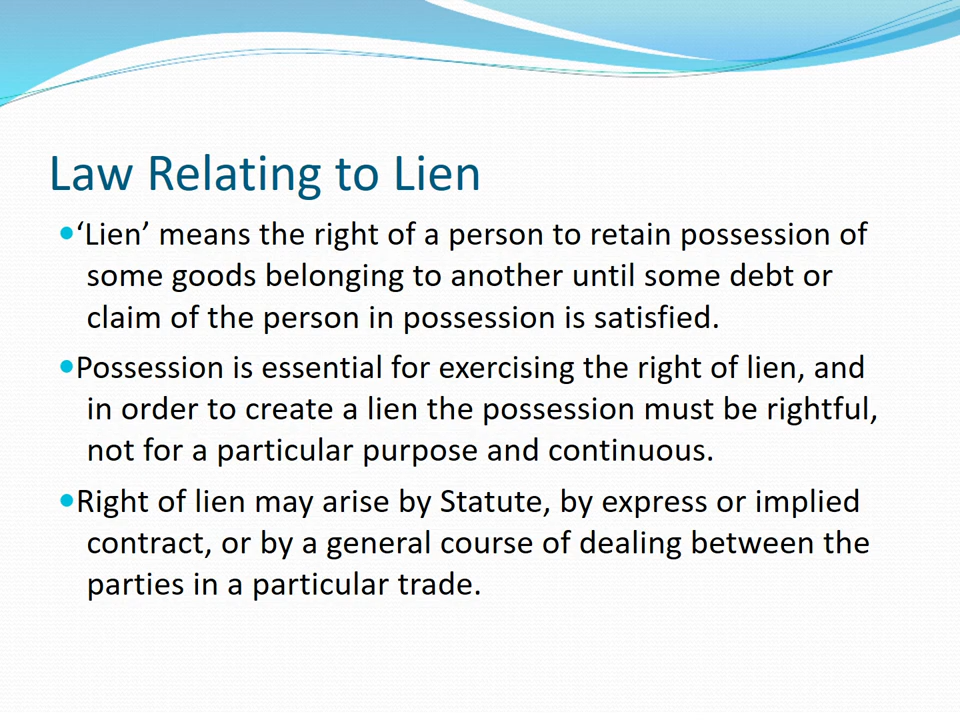 Law Relating to Lien
•‘Lien’ means the right of a person to retain possession of
some goods belonging to another until some debt or
claim of the person in possession is satisfied.
•Possession is essential for exercising the right of lien, and
in order to create a lien the possession must be rightful,
not for a particular purpose and continuous.
•Right of lien may arise by Statute, by express or implied
contract, or by a general course of dealing between the
parties in a particular trade.